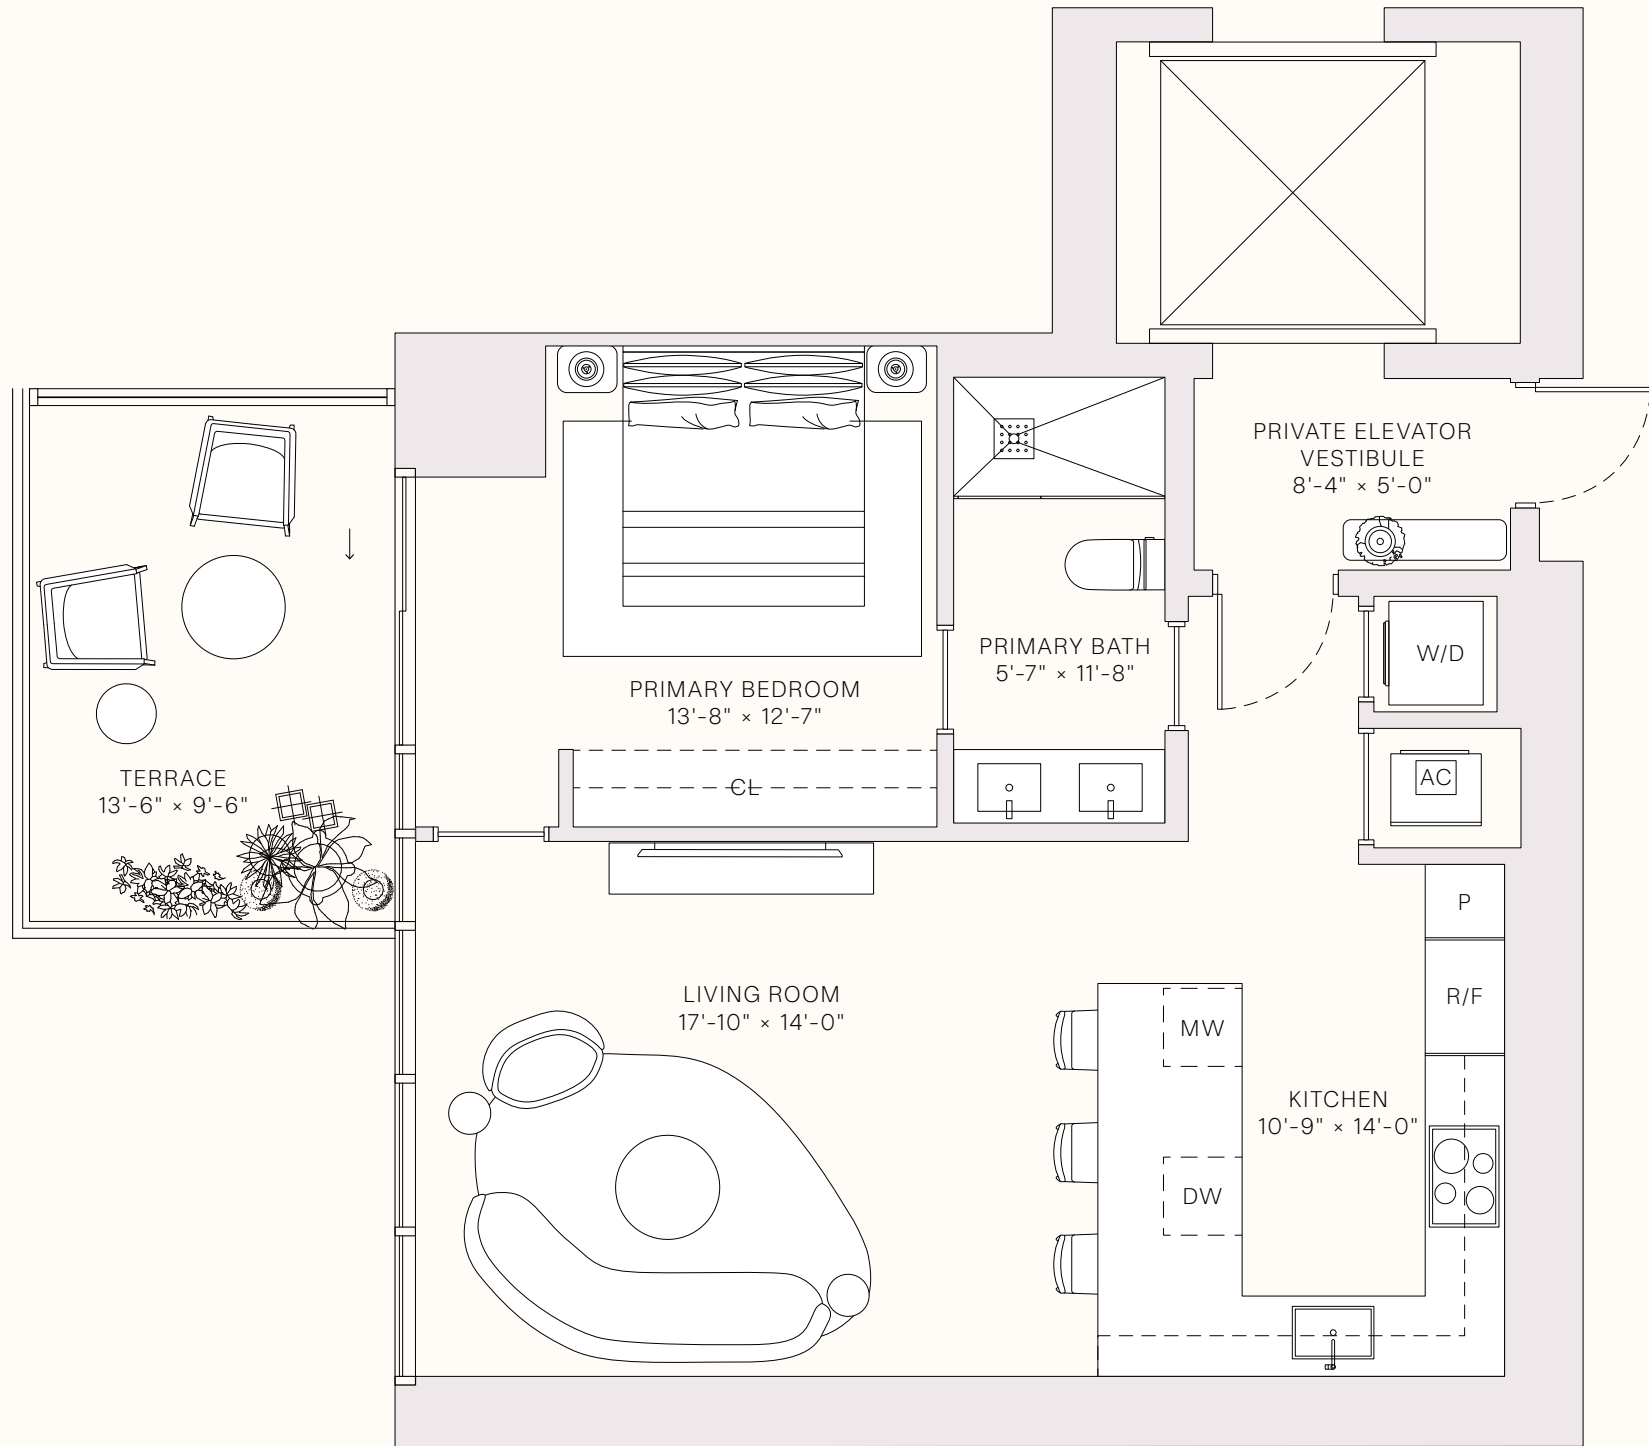 PRIVATE ELEVATOR
VESTIBULE
8'-4" × 5'-0"
W/D
PRIMARY BATH
5'-7" × 11'-8"
PRIMARY BEDROOM
13'-8" × 12'-7"
TERRACE
13'-6" × 9'-6"
CL
AC
P
LIVING ROOM
17'-10" × 14'-0"
R/F
MW
KITCHEN
10'-9" × 14'-0"
DW